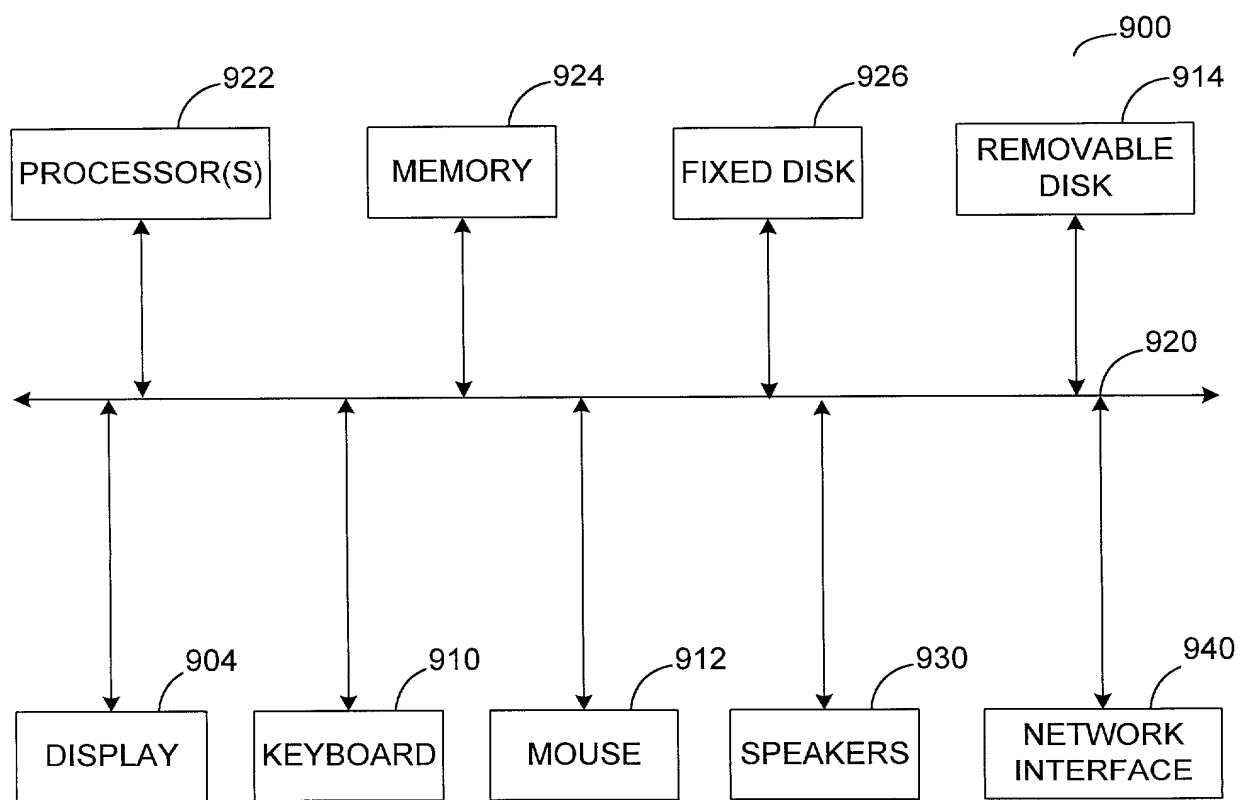 900
922
924
926
914
PROCESSOR(S)
MEMORY
FIXED DISK
REMOVABLE
DISK
920
904
910
912
930
940
DISPLAY
KEYBOARD
MOUSE
SPEAKERS
NETWORK
INTERFACE